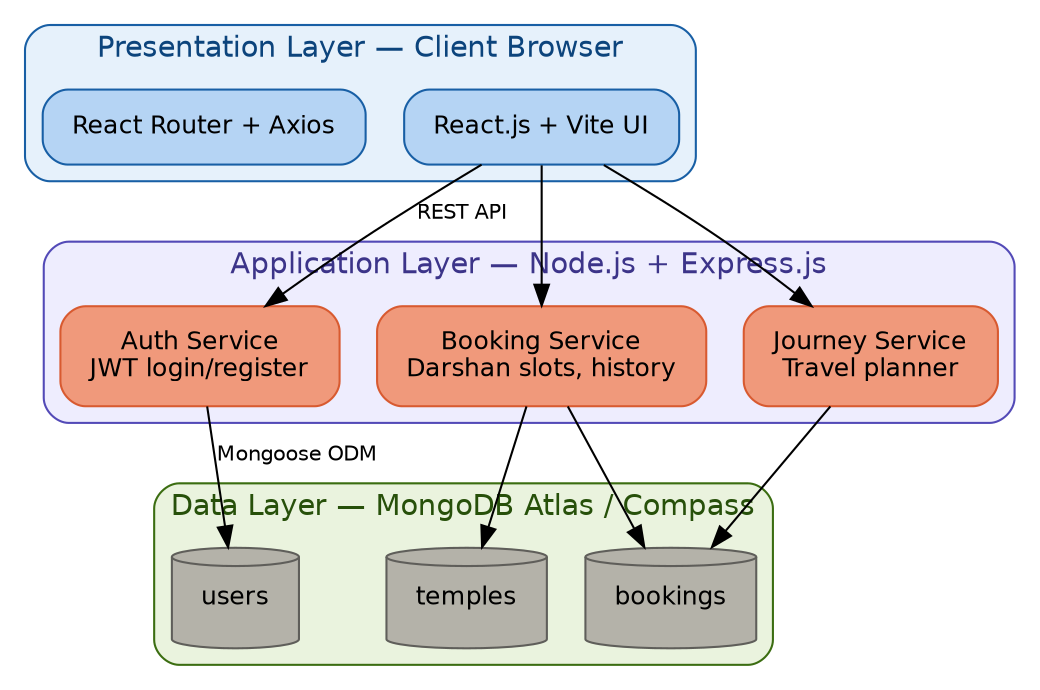 Presentation Layer — Client Browser
React Router + Axios
React.js + Vite UI
REST API
Application Layer — Node.js + Express.js
Auth Service
JWT login/register
Booking Service
Darshan slots, history
Journey Service
Travel planner
Mongoose ODM
Data Layer — MongoDB Atlas / Compass
users
temples
bookings